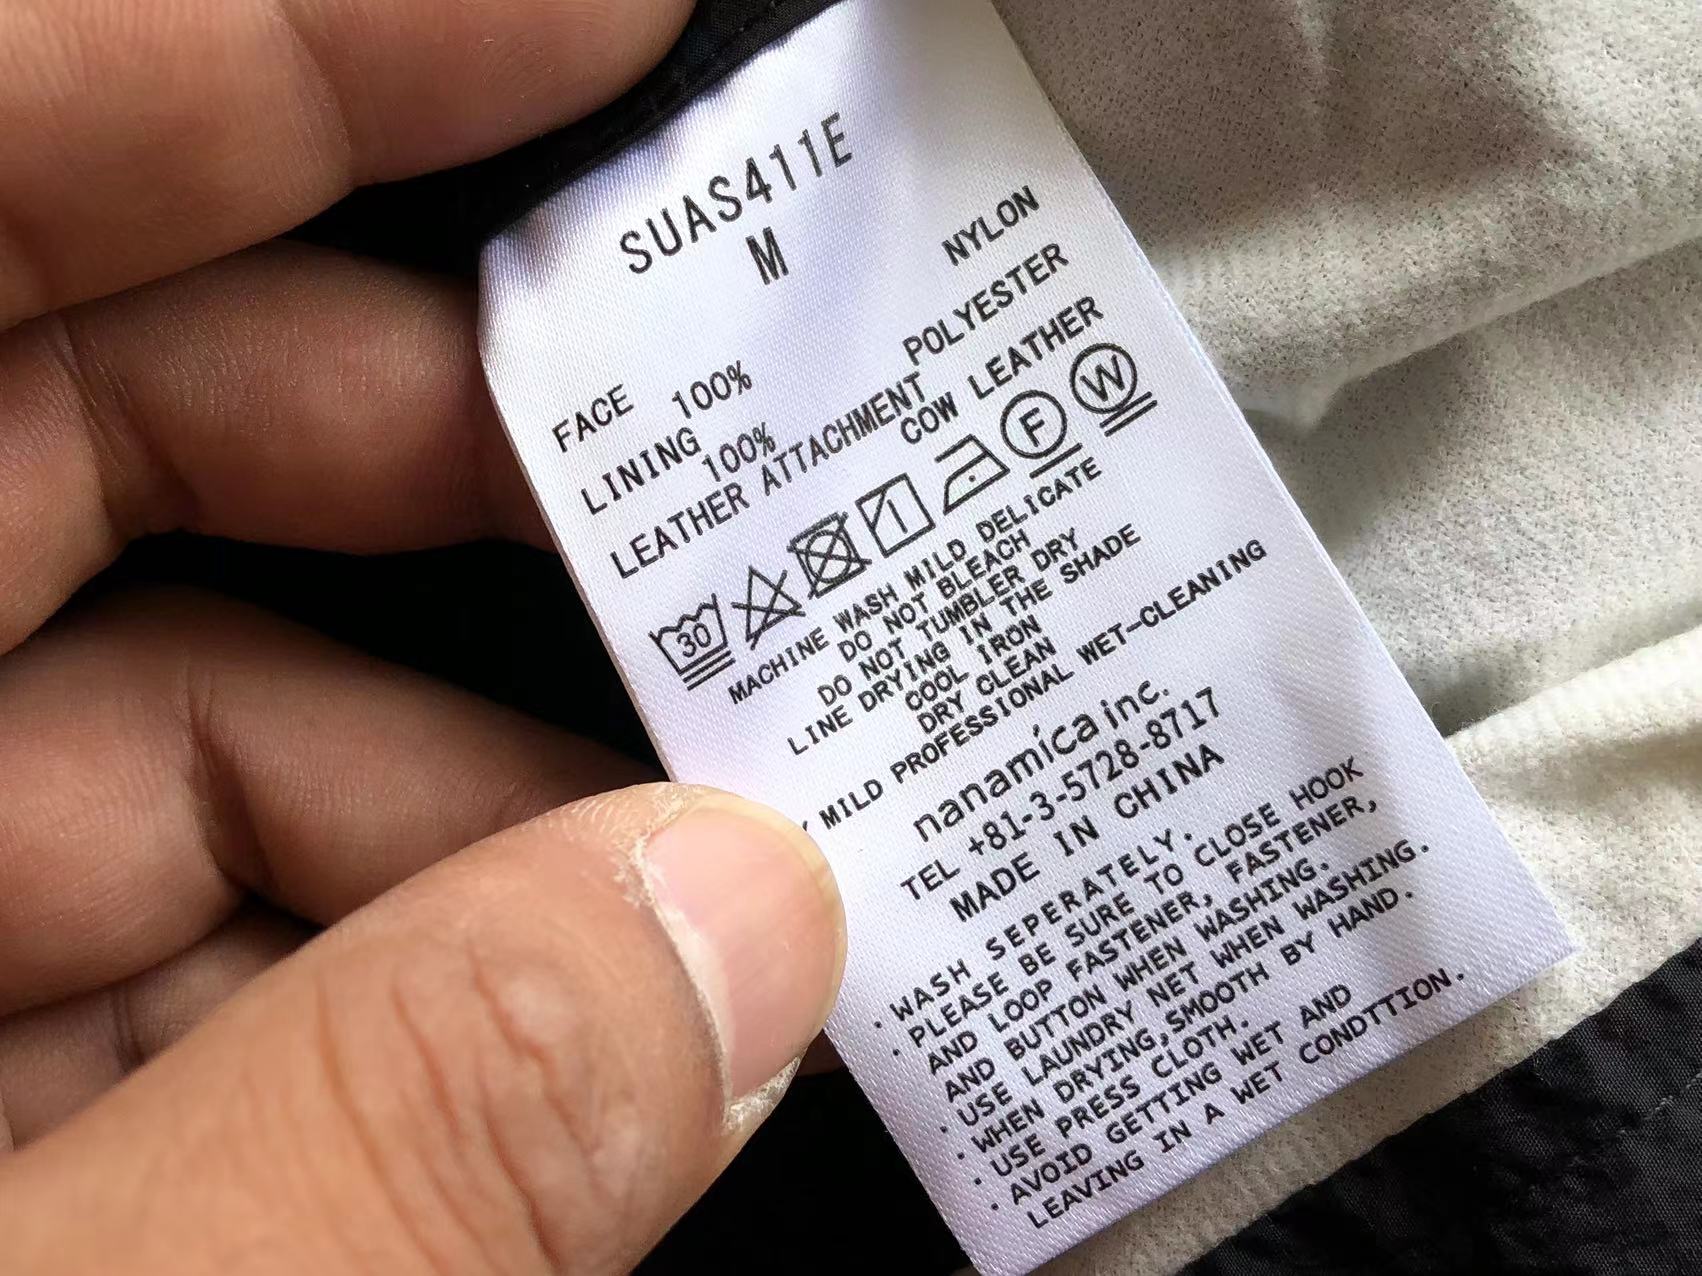 SUAS411E
M
FACE 100% NYLON
LINING
100% POLYESTER
LEATHER ATTACHMENT
COW LEATHER
30 F W
MACHINE WASH MILD DELICATE
DO NOT BLEACH
DO NOT TUMBLER DRY
LINE DRYING IN THE SHADE
COOL IRON
DRY CLEAN
MILD PROFESSIONAL WET-CLEANING
nanamíca inc.
TEL +81-3-5728-8717
MADE IN CHINA
・WASH SEPERATELY.
・PLEASE BE SURE TO CLOSE HOOK
AND LOOP FASTENER, FASTENER,
AND BUTTON WHEN WASHING.
・USE LAUNDRY NET WHEN WASHING.
・WHEN DRYING,SMOOTH BY HAND.
・USE PRESS CLOTH.
・AVOID GETTING WET AND
LEAVING IN A WET CONDTTION.